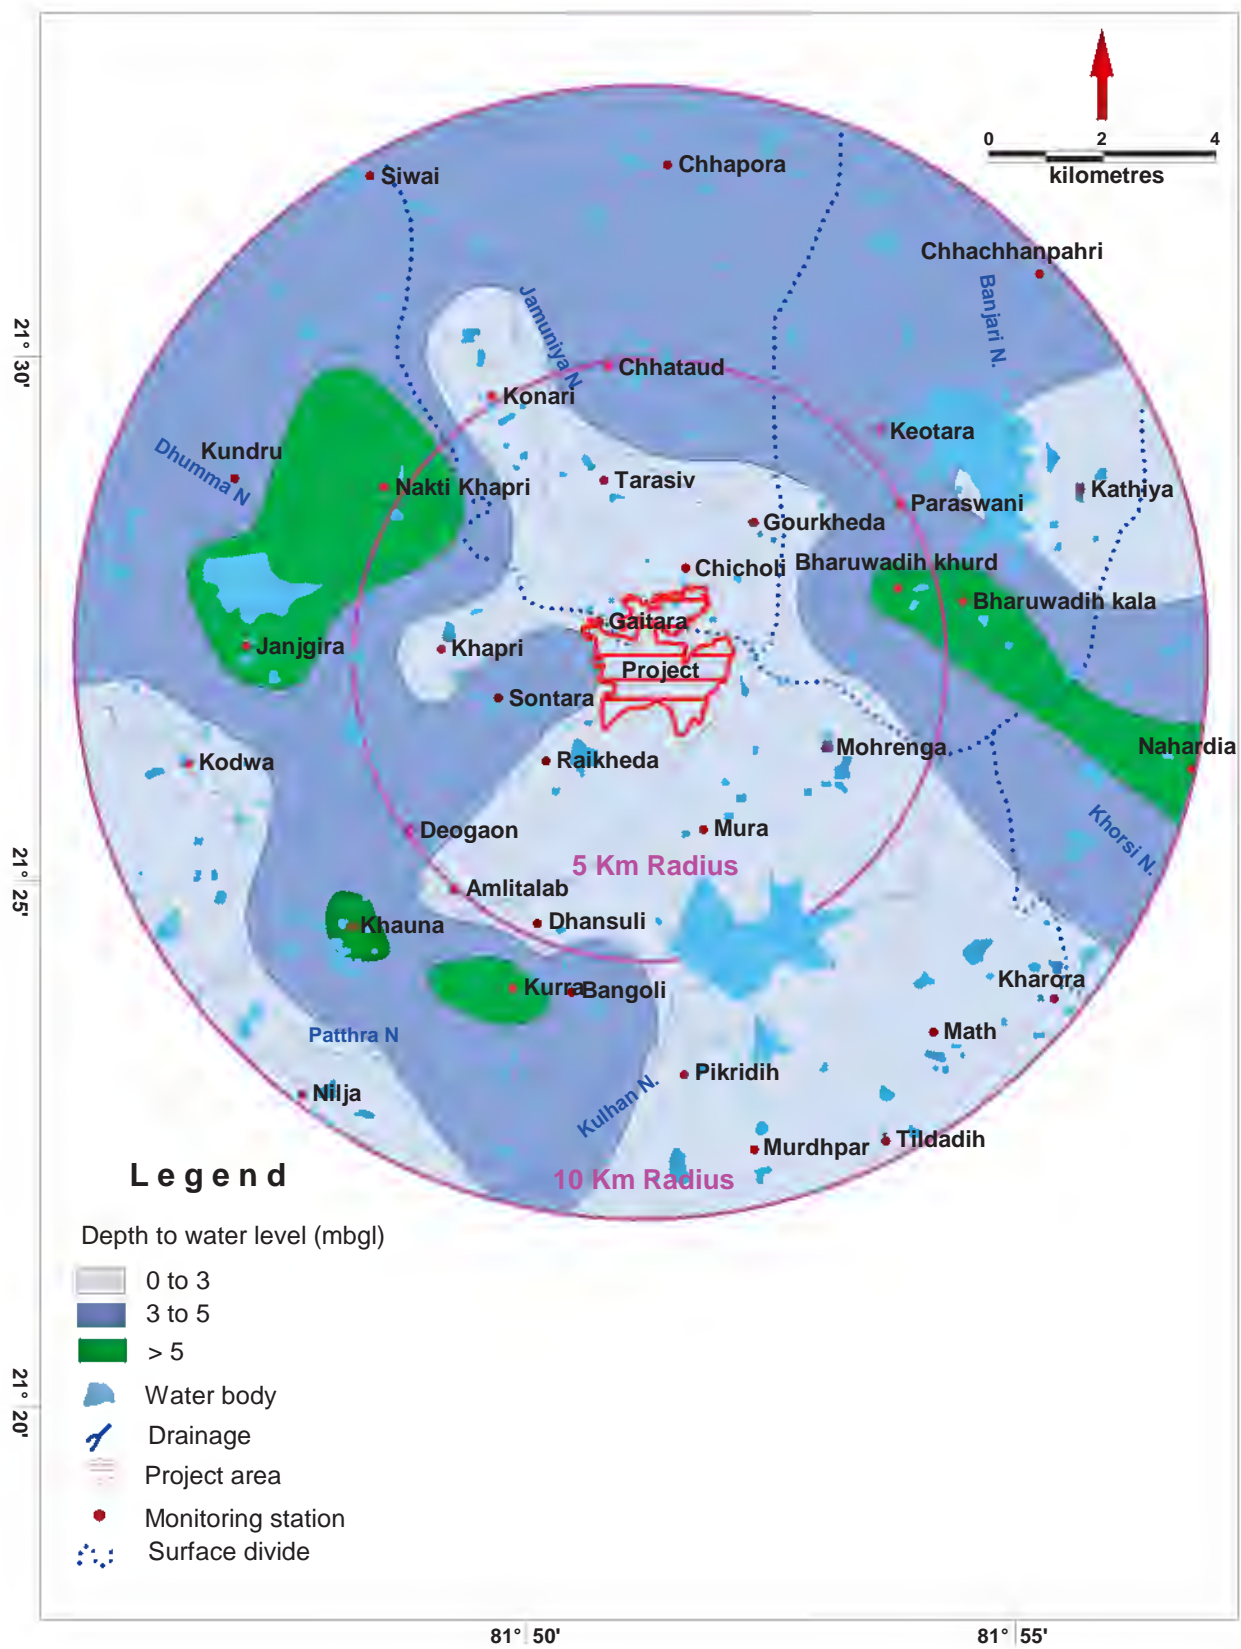 0 2 4
kilometres
Siwai
Chhapora
Chhachhanpahri
Banjari N.
Jamuniya N
21° 30'
Chhataud
Konari
Keotara
Kundru
Dhumma N
Nakti Khapri
Tarasiv
Kathiya
Paraswani
Gourkheda
Chicholi
Bharuwadih khurd
Bharuwadih kala
Gaitara
Janjgira
Khapri
Project
Sontara
Mohrenga
Nahardia
Kodwa
Raikheda
Deogaon
Mura
Khorsi N.
5 Km Radius
21° 25'
Amlitalab
Khauna
Dhansuli
Kharora
Kurra
Bangoli
Patthra N
Math
Pikridih
Nilja
Kulhan N.
Tildadih
Murdhpar
10 Km Radius
Legend
Depth to water level (mbgl)
0 to 3
3 to 5
> 5
Water body
21° 20'
Drainage
Project area
Monitoring station
Surface divide
81° 50'
81° 55'